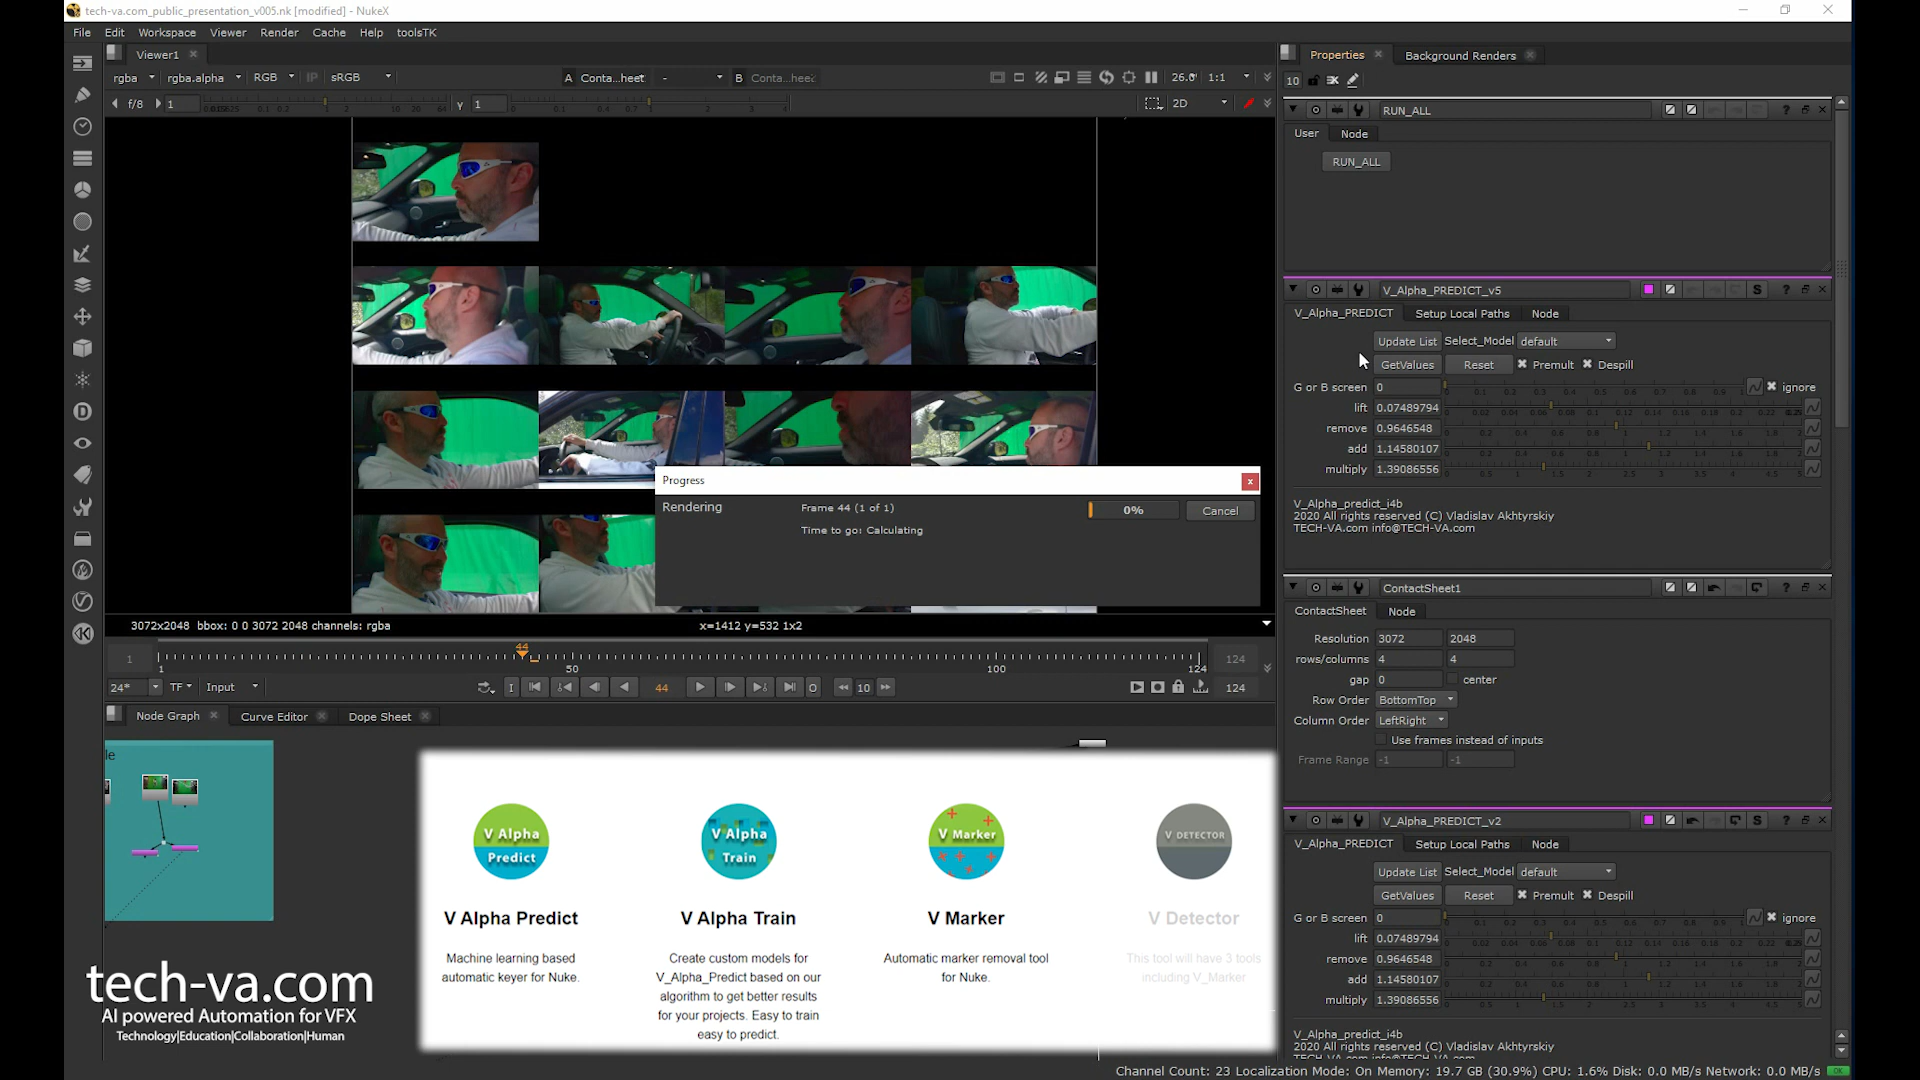 tech-va.com_public_presentation_v005.nk [modified] - NukeX
File Edit Workspace Viewer Render Cache Help toolsTK
Viewer1
rgba rgba.alpha RGB IP sRGB A Conta...heet - B Conta...heet 26.0 1:1
f/8 1 γ 1 2D
3072x2048 bbox: 0 0 3072 2048 channels: rgba x=1412 y=532 1x2
Progress
Rendering Frame 44 (1 of 1) 0% Cancel
Time to go: Calculating
1 1 44 50 100 124 124
24* TF Input I 44 O 10 124
Node Graph Curve Editor Dope Sheet
le
V Alpha Predict
V Alpha Train
V Marker
V DETECTOR
V Alpha Predict V Alpha Train V Marker V Detector
Machine learning based
automatic keyer for Nuke.
Create custom models for
V_Alpha_Predict based on our
algorithm to get better results
for your projects. Easy to train
easy to predict.
Automatic marker removal tool
for Nuke.
This tool will have 3 tools
including V_Marker
tech-va.com
AI powered Automation for VFX
Technology|Education|Collaboration|Human
Properties Background Renders
10
RUN_ALL
User Node
RUN_ALL
V_Alpha_PREDICT_v5 S ?
V_Alpha_PREDICT Setup Local Paths Node
Update List Select_Model default
GetValues Reset Premult Despill
G or B screen 0 ignore
lift 0.07489794
remove 0.9646548
add 1.14580107
multiply 1.39086556
V_Alpha_predict_i4b
2020 All rights reserved (C) Vladislav Akhtyrskiy
TECH-VA.com info@TECH-VA.com
ContactSheet1 ?
ContactSheet Node
Resolution 3072 2048
rows/columns 4 4
gap 0 center
Row Order BottomTop
Column Order LeftRight
Use frames instead of inputs
Frame Range -1 -1
V_Alpha_PREDICT_v2 S ?
V_Alpha_PREDICT Setup Local Paths Node
Update List Select_Model default
GetValues Reset Premult Despill
G or B screen 0 ignore
lift 0.07489794
remove 0.9646548
add 1.14580107
multiply 1.39086556
V_Alpha_predict_i4b
2020 All rights reserved (C) Vladislav Akhtyrskiy
TECH-VA.com info@TECH-VA.com
Channel Count: 23 Localization Mode: On Memory: 19.7 GB (30.9%) CPU: 1.6% Disk: 0.0 MB/s Network: 0.0 MB/s